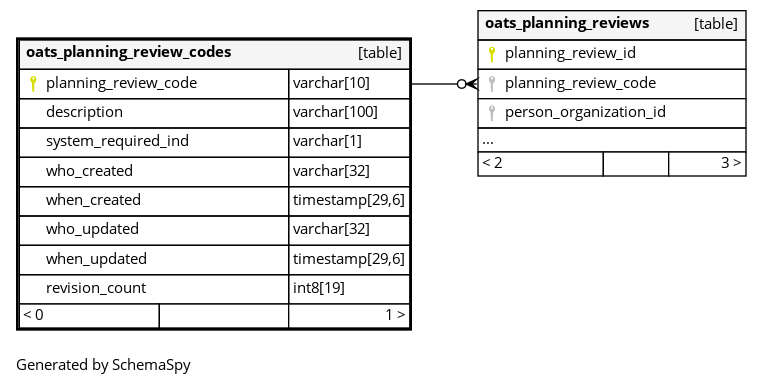 oats_planning_review_codes [table]
planning_review_code varchar[10]
description varchar[100]
system_required_ind varchar[1]
who_created varchar[32]
when_created timestamp[29,6]
who_updated varchar[32]
when_updated timestamp[29,6]
revision_count int8[19]
< 0 1 >
oats_planning_reviews [table]
planning_review_id
planning_review_code
person_organization_id
...
< 2 3 >
Generated by SchemaSpy